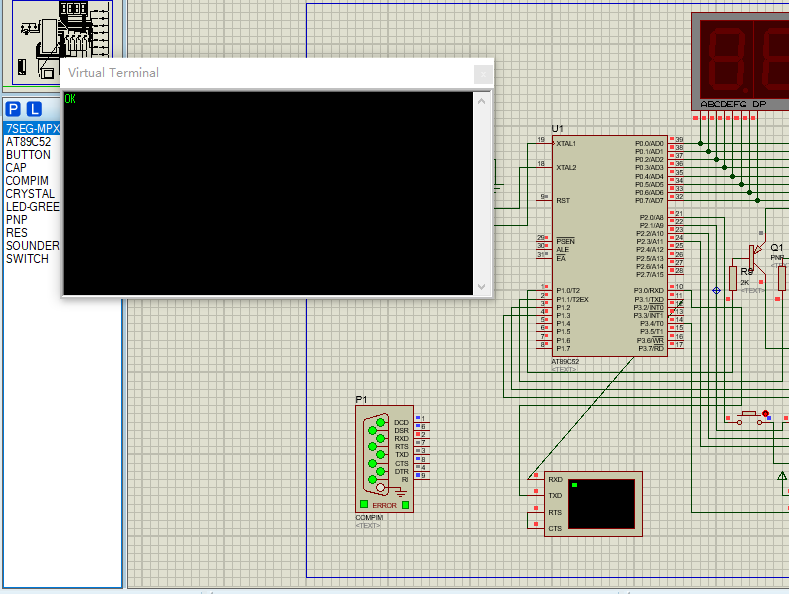 Virtual Terminal
OK
P L
7SEG-MPX
AT89C52
BUTTON
CAP
COMPIM
CRYSTAL
LED-GREE
PNP
RES
SOUNDER
SWITCH
ABCDEFG DP
U1
19 XTAL1
18 XTAL2
9 RST
29 PSEN
30 ALE
31 EA
1 P1.0/T2
2 P1.1/T2EX
3 P1.2
4 P1.3
5 P1.4
6 P1.5
7 P1.6
8 P1.7
P0.0/AD0 39
P0.1/AD1 38
P0.2/AD2 37
P0.3/AD3 36
P0.4/AD4 35
P0.5/AD5 34
P0.6/AD6 33
P0.7/AD7 32
P2.0/A8 21
P2.1/A9 22
P2.2/A10 23
P2.3/A11 24
P2.4/A12 25
P2.5/A13 26
P2.6/A14 27
P2.7/A15 28
P3.0/RXD 10
P3.1/TXD 11
P3.2/INT0 12
P3.3/INT1 13
P3.4/T0 14
P3.5/T1 15
P3.6/WR 16
P3.7/RD 17
AT89C52
<TEXT>
Q1
PNP
R9
2K
<TEXT>
P1
DCD 1
DSR 6
RXD 2
RTS 7
TXD 3
CTS 8
DTR 4
RI 9
ERROR
COMPIM
<TEXT>
RXD
TXD
RTS
CTS